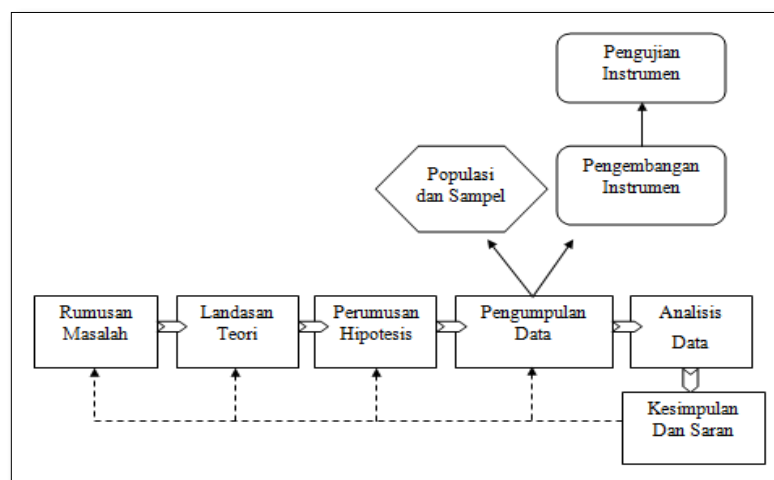 Pengujian
Instrumen
Populasi
dan Sampel
Pengembangan
Instrumen
Rumusan
Masalah
Landasan
Teori
Perumusan
Hipotesis
Pengumpulan
Data
Analisis
Data
Kesimpulan
Dan Saran